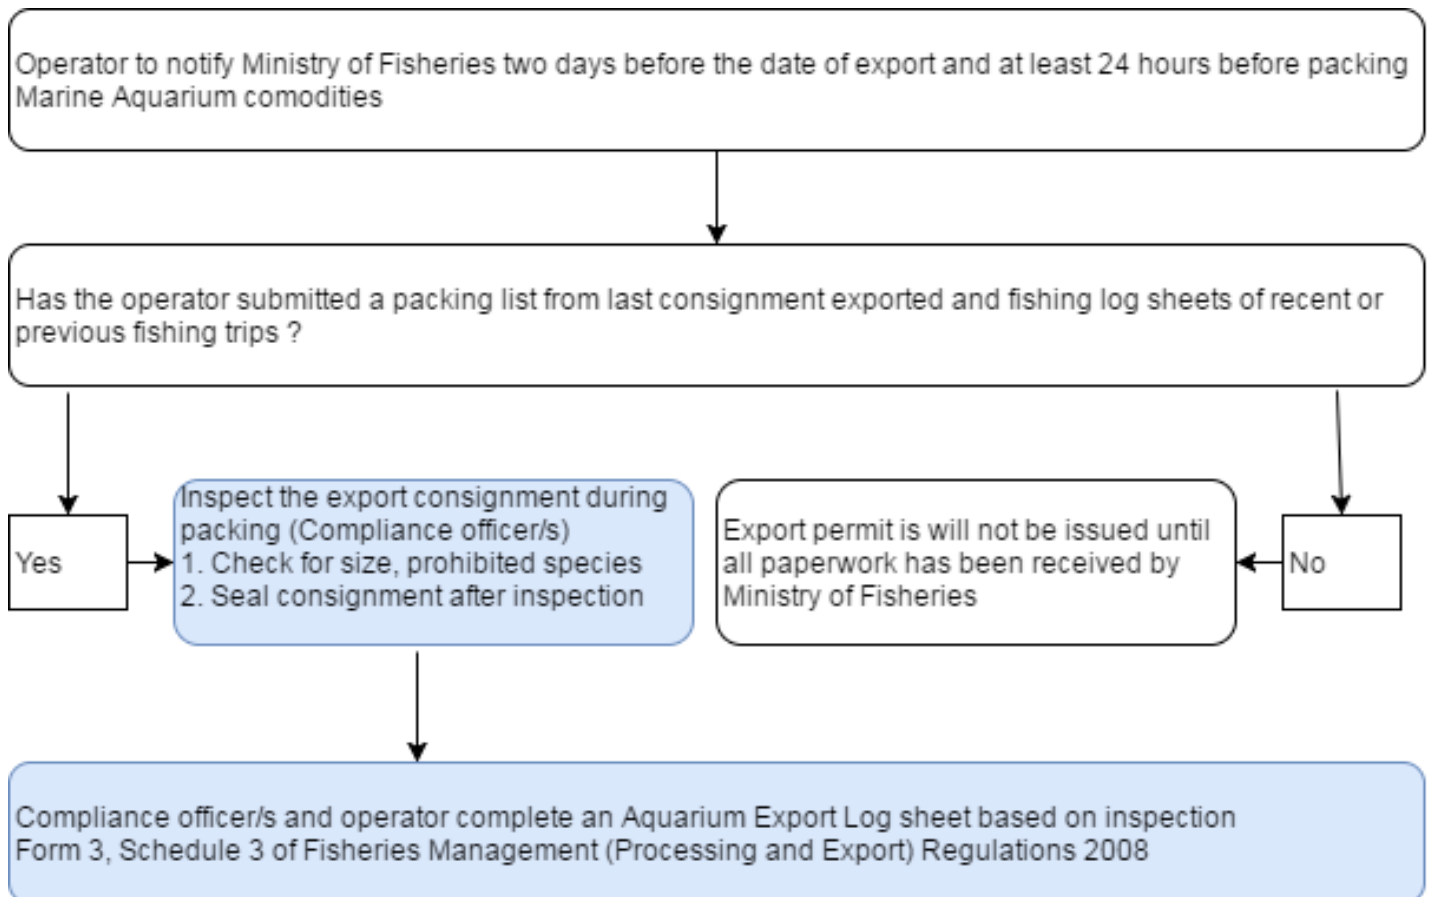 Operator to notify Ministry of Fisheries two days before the date of export and at least 24 hours before packing
Marine Aquarium comodities
Has the operator submitted a packing list from last consignment exported and fishing log sheets of recent or
previous fishing trips ?
Yes
Inspect the export consignment during
packing (Compliance officer/s)
1. Check for size, prohibited species
2. Seal consignment after inspection
Export permit is will not be issued until
all paperwork has been received by
Ministry of Fisheries
No
Compliance officer/s and operator complete an Aquarium Export Log sheet based on inspection
Form 3, Schedule 3 of Fisheries Management (Processing and Export) Regulations 2008